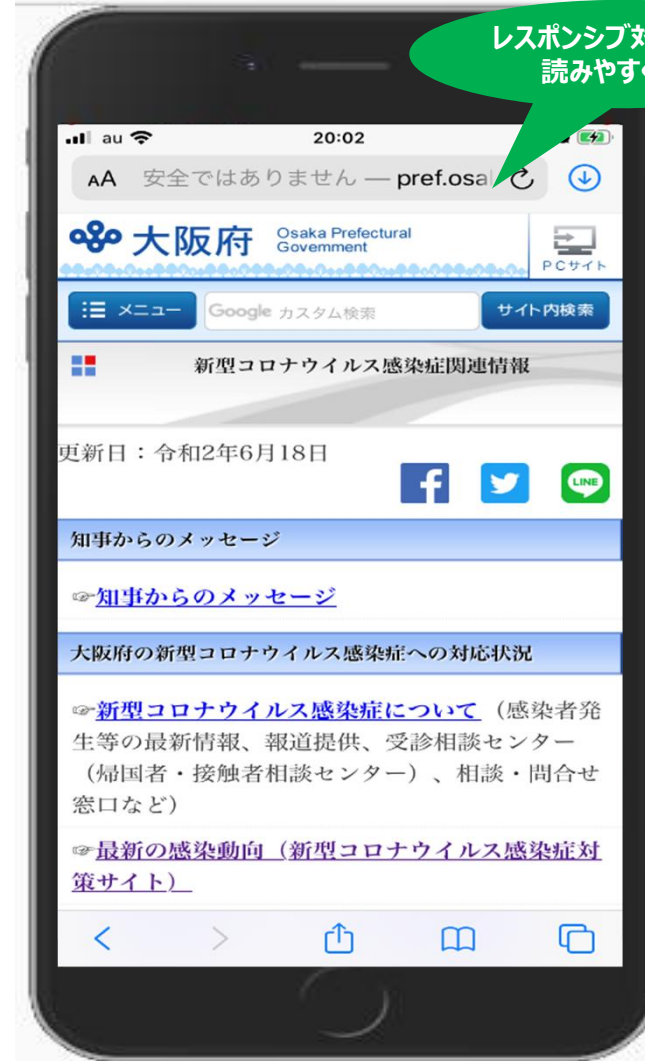 レスポンシブ対
読みやす
au
20:02
AA 安全ではありません — pref.osa
大阪府 Osaka Prefectural
Government
PCサイト
メニュー Google カスタム検索 サイト内検索
新型コロナウイルス感染症関連情報
更新日：令和2年6月18日
f LINE
知事からのメッセージ
☞知事からのメッセージ
大阪府の新型コロナウイルス感染症への対応状況
☞新型コロナウイルス感染症について（感染者発
生等の最新情報、報道提供、受診相談センター
（帰国者・接触者相談センター）、相談・問合せ
窓口など）
☞最新の感染動向（新型コロナウイルス感染症対
策サイト）